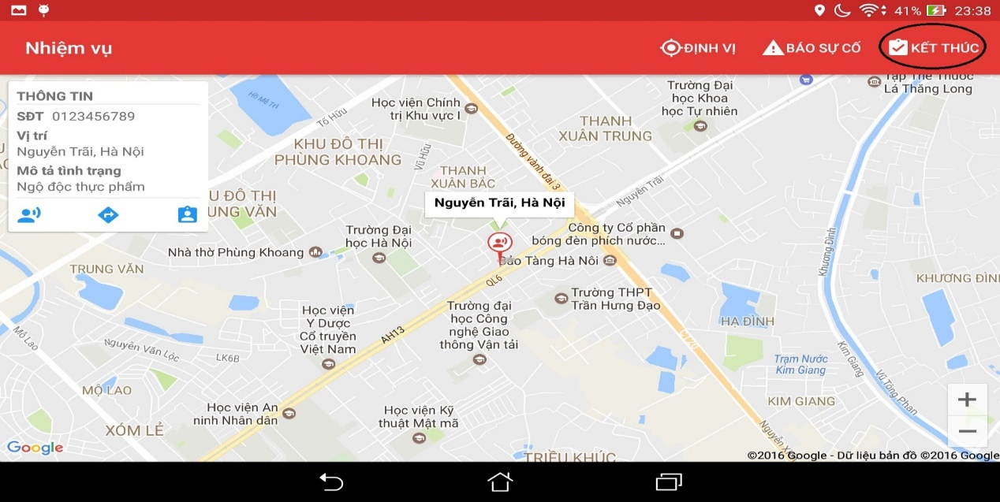 41% 23:38
Nhiệm vụ
ĐỊNH VỊ
BÁO SỰ CỐ
KẾT THÚC
THÔNG TIN
SĐT 0123456789
Vị trí
Nguyễn Trãi, Hà Nội
Mô tả tình trạng
Ngộ độc thực phẩm
Hồ Mễ Trì
Tố Hữu
Học viện Chính
trị Khu vực I
Trường Đại
học Khoa
học Tự nhiên
Tập Thể Thuốc
Lá Thăng Long
KHU ĐÔ THỊ
PHÙNG KHOANG
Vũ Hữu
Đường vành đai 3
THANH
XUÂN TRUNG
THANH
XUÂN BẮC
Nguyễn Trãi
U ĐÔ THỊ
UNG VĂN
Nguyễn Trãi, Hà Nội
Trường Đại
học Hà Nội
Công ty Cổ phần
bóng đèn phích nước...
Nhà thờ Phùng Khoang
Bảo Tàng Hà Nội
Khương Đình
TRUNG VĂN
QL6
KHƯƠNG ĐÌN
Trường THPT
Trần Hưng Đạo
Học viện
Y Dược
Cổ truyền
Việt Nam
Trường đại
học Công
nghệ Giao
thông Vận tải
HẠ ĐÌNH
AH13
CT20
Mỗ Lao
Nguyễn Văn Lộc
LK6B
Trạm Nước
Kim Giang
Kim Giang
Vũ Tông Phan
MỘ LAO
KIM GIANG
Học viện An
ninh Nhân dân
Học viện Kỹ
thuật Mật mã
XÓM LẺ
Nguyễn X
TRIỀU KHÚC
Google
©2016 Google - Dữ liệu bản đồ ©2016 Google